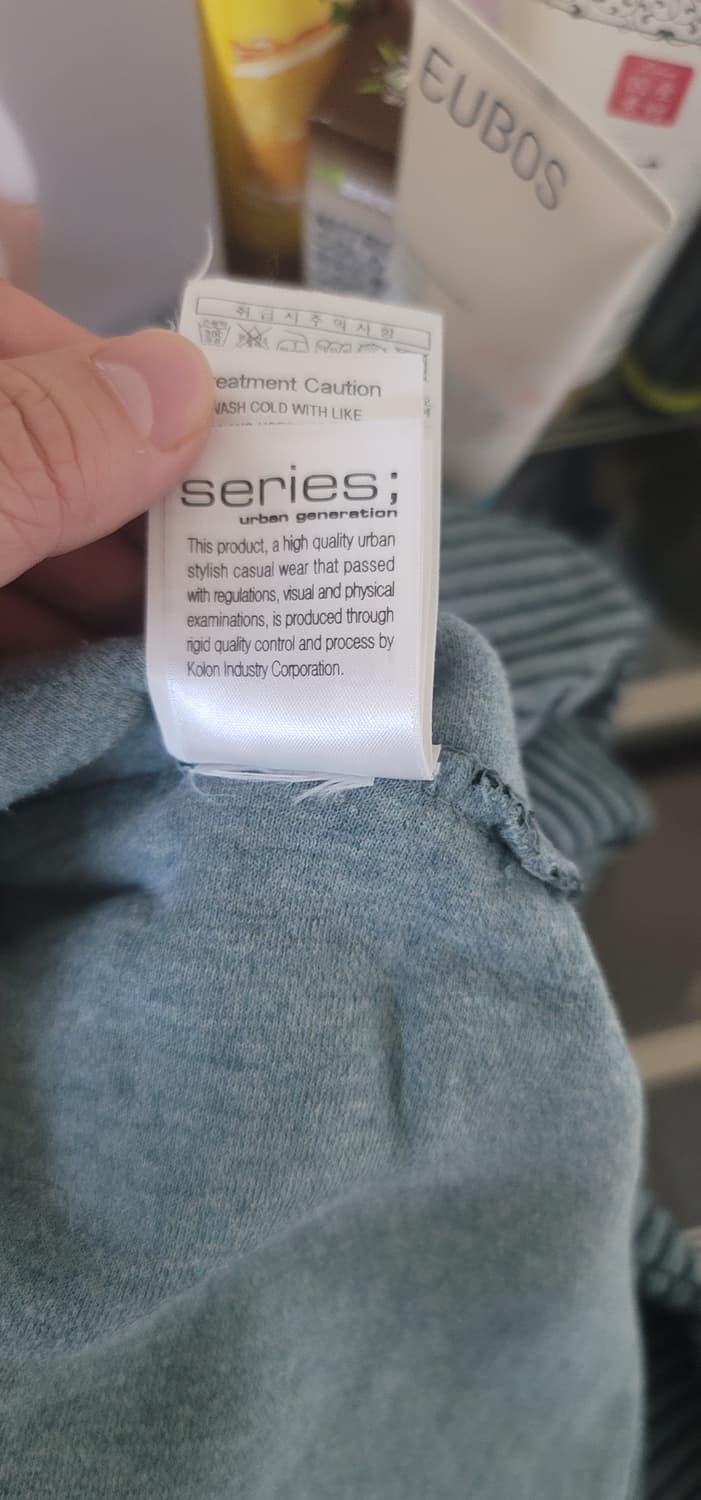 EUBOS
취급시주의사항
eatment Caution
WASH COLD WITH LIKE
series;
urban generation
This product, a high quality urban
stylish casual wear that passed
with regulations, visual and physical
examinations, is produced through
rigid quality control and process by
Kolon Industry Corporation.